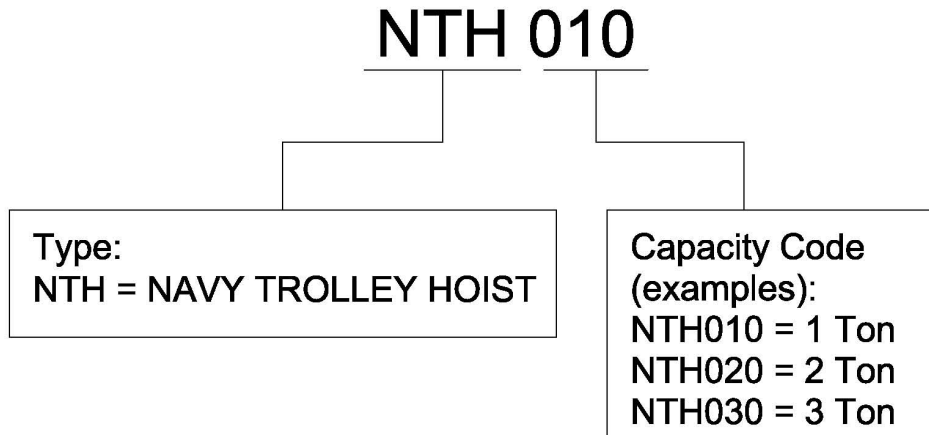 NTH 010
Type:
NTH = NAVY TROLLEY HOIST
Capacity Code
(examples):
NTH010 = 1 Ton
NTH020 = 2 Ton
NTH030 = 3 Ton